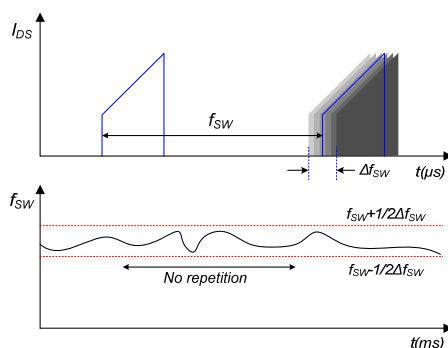 I_DS
f_SW
Δf_SW
t(μs)
f_SW
f_SW+1/2Δf_SW
No repetition
f_SW-1/2Δf_SW
t(ms)